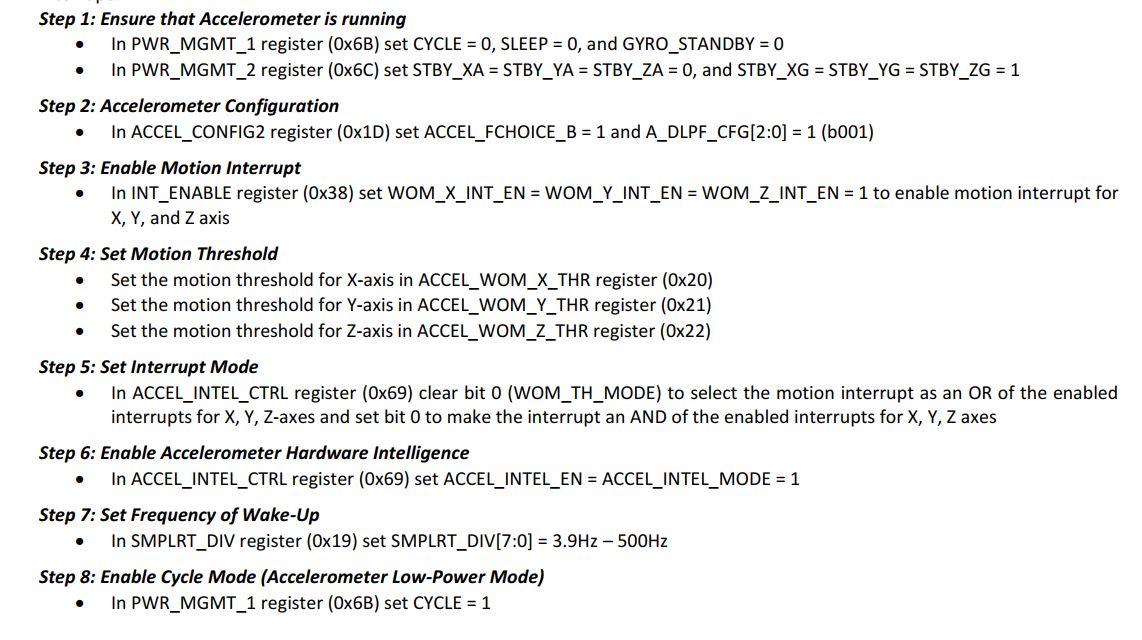 Step 1: Ensure that Accelerometer is running
• In PWR_MGMT_1 register (0x6B) set CYCLE = 0, SLEEP = 0, and GYRO_STANDBY = 0
• In PWR_MGMT_2 register (0x6C) set STBY_XA = STBY_YA = STBY_ZA = 0, and STBY_XG = STBY_YG = STBY_ZG = 1
Step 2: Accelerometer Configuration
• In ACCEL_CONFIG2 register (0x1D) set ACCEL_FCHOICE_B = 1 and A_DLPF_CFG[2:0] = 1 (b001)
Step 3: Enable Motion Interrupt
• In INT_ENABLE register (0x38) set WOM_X_INT_EN = WOM_Y_INT_EN = WOM_Z_INT_EN = 1 to enable motion interrupt for
X, Y, and Z axis
Step 4: Set Motion Threshold
• Set the motion threshold for X-axis in ACCEL_WOM_X_THR register (0x20)
• Set the motion threshold for Y-axis in ACCEL_WOM_Y_THR register (0x21)
• Set the motion threshold for Z-axis in ACCEL_WOM_Z_THR register (0x22)
Step 5: Set Interrupt Mode
• In ACCEL_INTEL_CTRL register (0x69) clear bit 0 (WOM_TH_MODE) to select the motion interrupt as an OR of the enabled
interrupts for X, Y, Z-axes and set bit 0 to make the interrupt an AND of the enabled interrupts for X, Y, Z axes
Step 6: Enable Accelerometer Hardware Intelligence
• In ACCEL_INTEL_CTRL register (0x69) set ACCEL_INTEL_EN = ACCEL_INTEL_MODE = 1
Step 7: Set Frequency of Wake-Up
• In SMPLRT_DIV register (0x19) set SMPLRT_DIV[7:0] = 3.9Hz – 500Hz
Step 8: Enable Cycle Mode (Accelerometer Low-Power Mode)
• In PWR_MGMT_1 register (0x6B) set CYCLE = 1